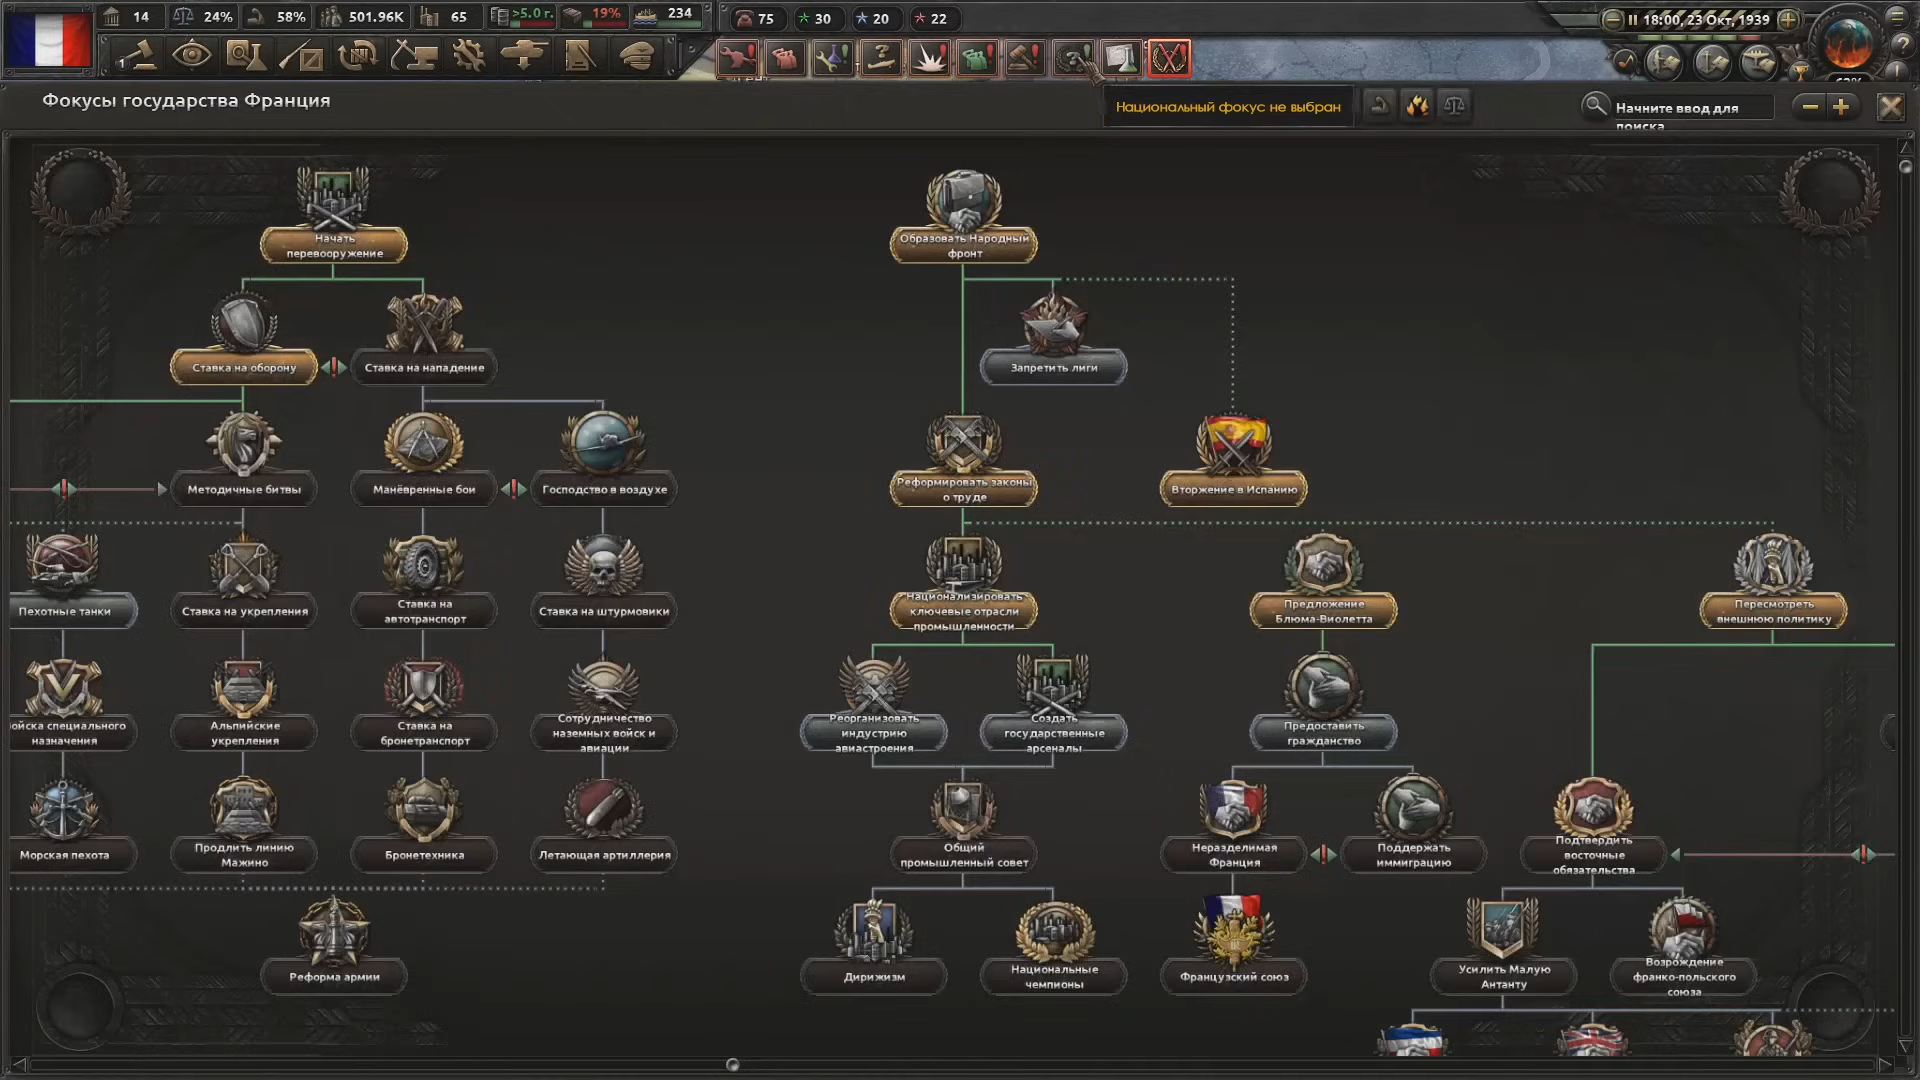 14
24%
58%
501.96K
65
>5.0 г.
19%
234
75
30
20
22
18:00, 23 Окт, 1939
1
Фокусы государства Франция
Национальный фокус не выбран
Начните ввод для
поиска
Начать
перевооружение
Образовать Народный
фронт
Ставка на оборону
Ставка на нападение
Запретить лиги
Методичные битвы
Манёвренные бои
Господство в воздухе
Реформировать законы
о труде
Вторжение в Испанию
Пехотные танки
Ставка на укрепления
Ставка на
автотранспорт
Ставка на штурмовики
Национализировать
ключевые отрасли
промышленности
Предложение
Блюма-Виолетта
Пересмотреть
внешнюю политику
ойска специального
назначения
Альпийские
укрепления
Ставка на
бронетранспорт
Сотрудничество
наземных войск и
авиации
Реорганизовать
индустрию
авиастроения
Создать
государственные
арсеналы
Предоставить
гражданство
Морская пехота
Продлить линию
Мажино
Бронетехника
Летающая артиллерия
Общий
промышленный совет
Неразделимая
Франция
Поддержать
иммиграцию
Подтвердить
восточные
обязательства
Реформа армии
Дирижизм
Национальные
чемпионы
Французский союз
Усилить Малую
Антанту
Возрождение
франко-польского
союза